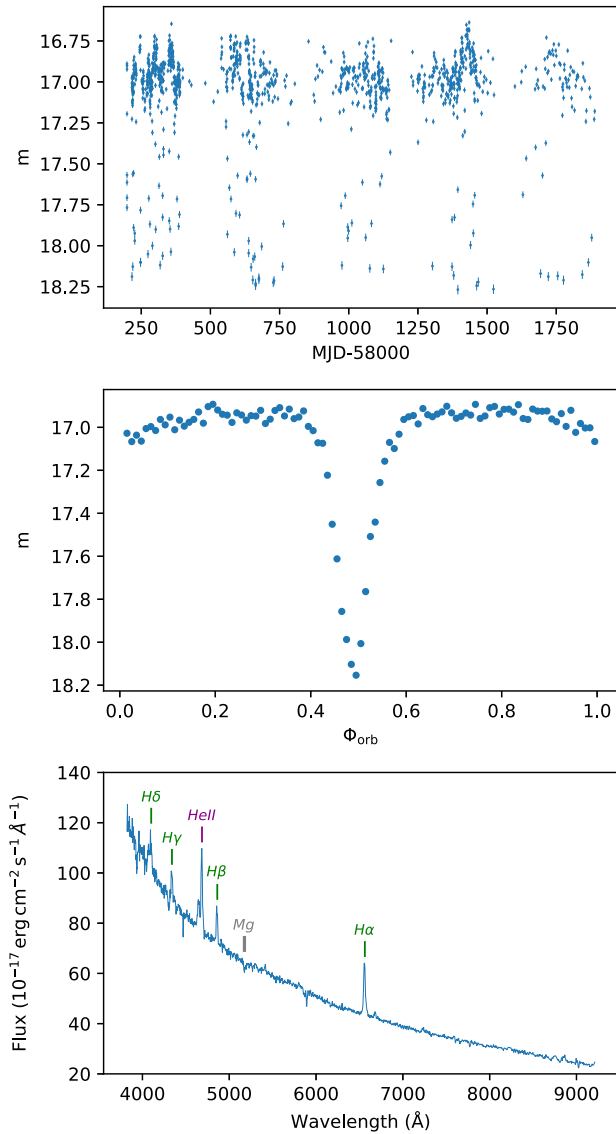 16.75
17.00
17.25
17.50
17.75
18.00
18.25
m
250 500 750 1000 1250 1500 1750
MJD-58000
17.0
17.2
17.4
17.6
17.8
18.0
18.2
m
0.0 0.2 0.4 0.6 0.8 1.0
Φorb
140
120
100
80
60
40
20
Flux (10⁻¹⁷ erg cm⁻² s⁻¹ Å⁻¹)
Hδ
Hγ
HeII
Hβ
Mg
Hα
4000 5000 6000 7000 8000 9000
Wavelength (Å)